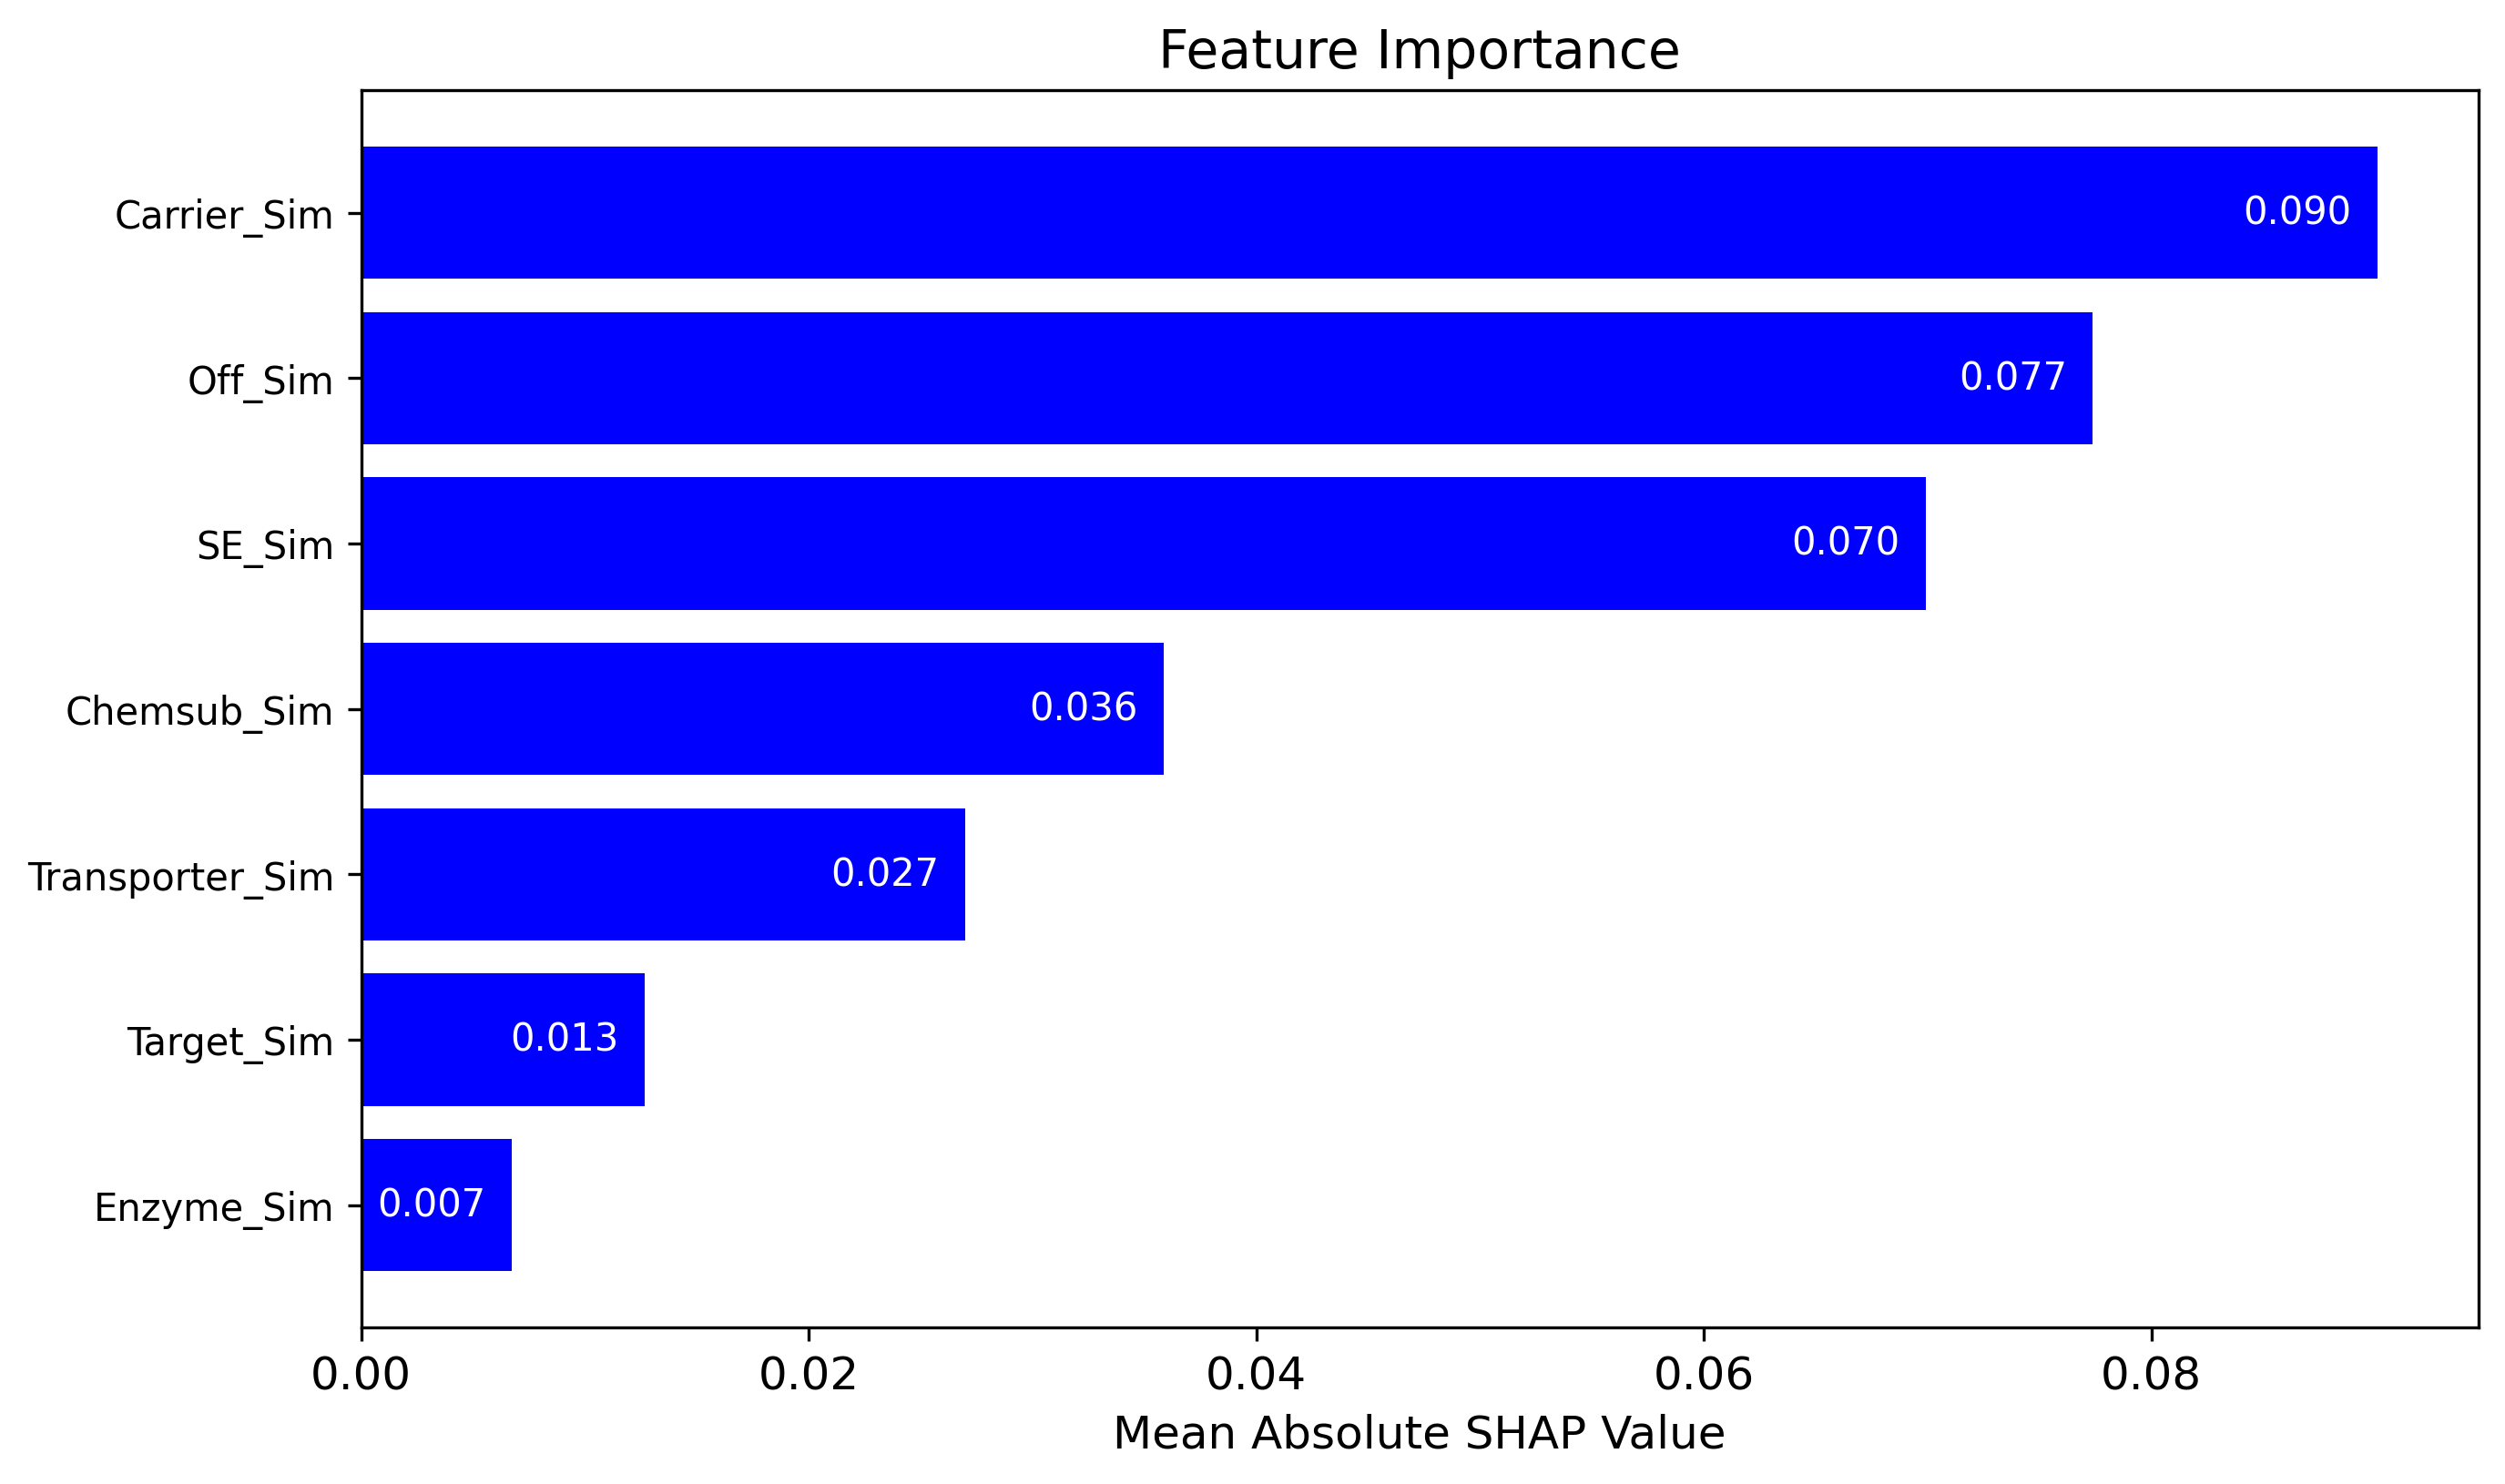 Feature Importance
Carrier_Sim 0.090
Off_Sim 0.077
SE_Sim 0.070
Chemsub_Sim 0.036
Transporter_Sim 0.027
Target_Sim 0.013
Enzyme_Sim 0.007
0.00 0.02 0.04 0.06 0.08
Mean Absolute SHAP Value